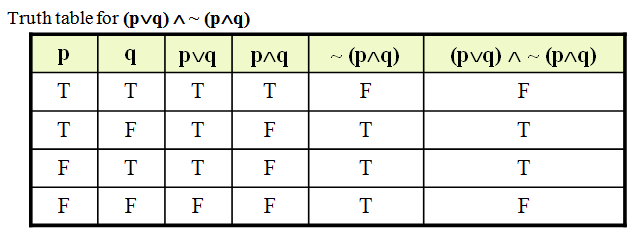 Truth table for (p∨q) ∧ ~ (p∧q)
p q p∨q p∧q ~ (p∧q) (p∨q) ∧ ~ (p∧q)
T T T T F F
T F T F T T
F T T F T T
F F F F T F